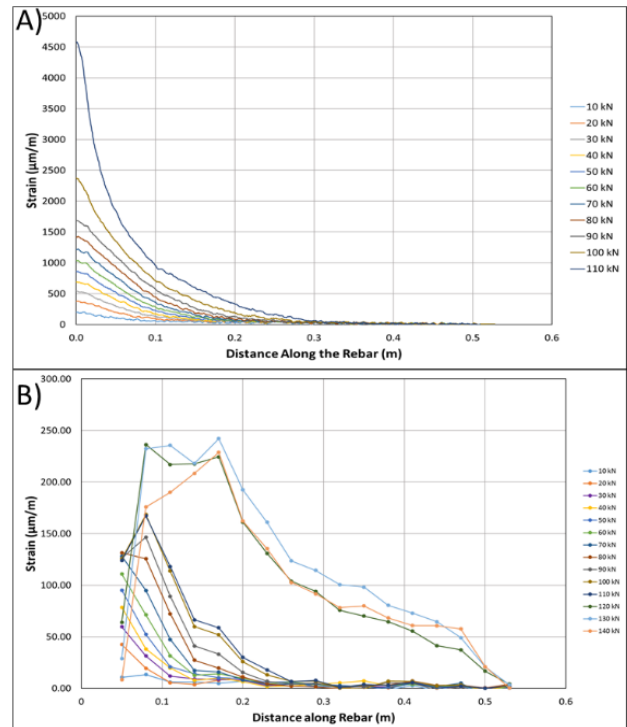 A)
5000
4500
4000
3500
3000
2500
2000
1500
1000
500
0
Strain (µm/m)
0.0 0.1 0.2 0.3 0.4 0.5 0.6
Distance Along the Rebar (m)
10 kN
20 kN
30 kN
40 kN
50 kN
60 kN
70 kN
80 kN
90 kN
100 kN
110 kN
B)
300.00
250.00
200.00
150.00
100.00
50.00
0.00
Strain (µm/m)
0 0.1 0.2 0.3 0.4 0.5 0.6
Distance along Rebar (m)
10 kN
20 kN
30 kN
40 kN
50 kN
60 kN
70 kN
80 kN
90 kN
100 kN
110 kN
120 kN
130 kN
140 kN